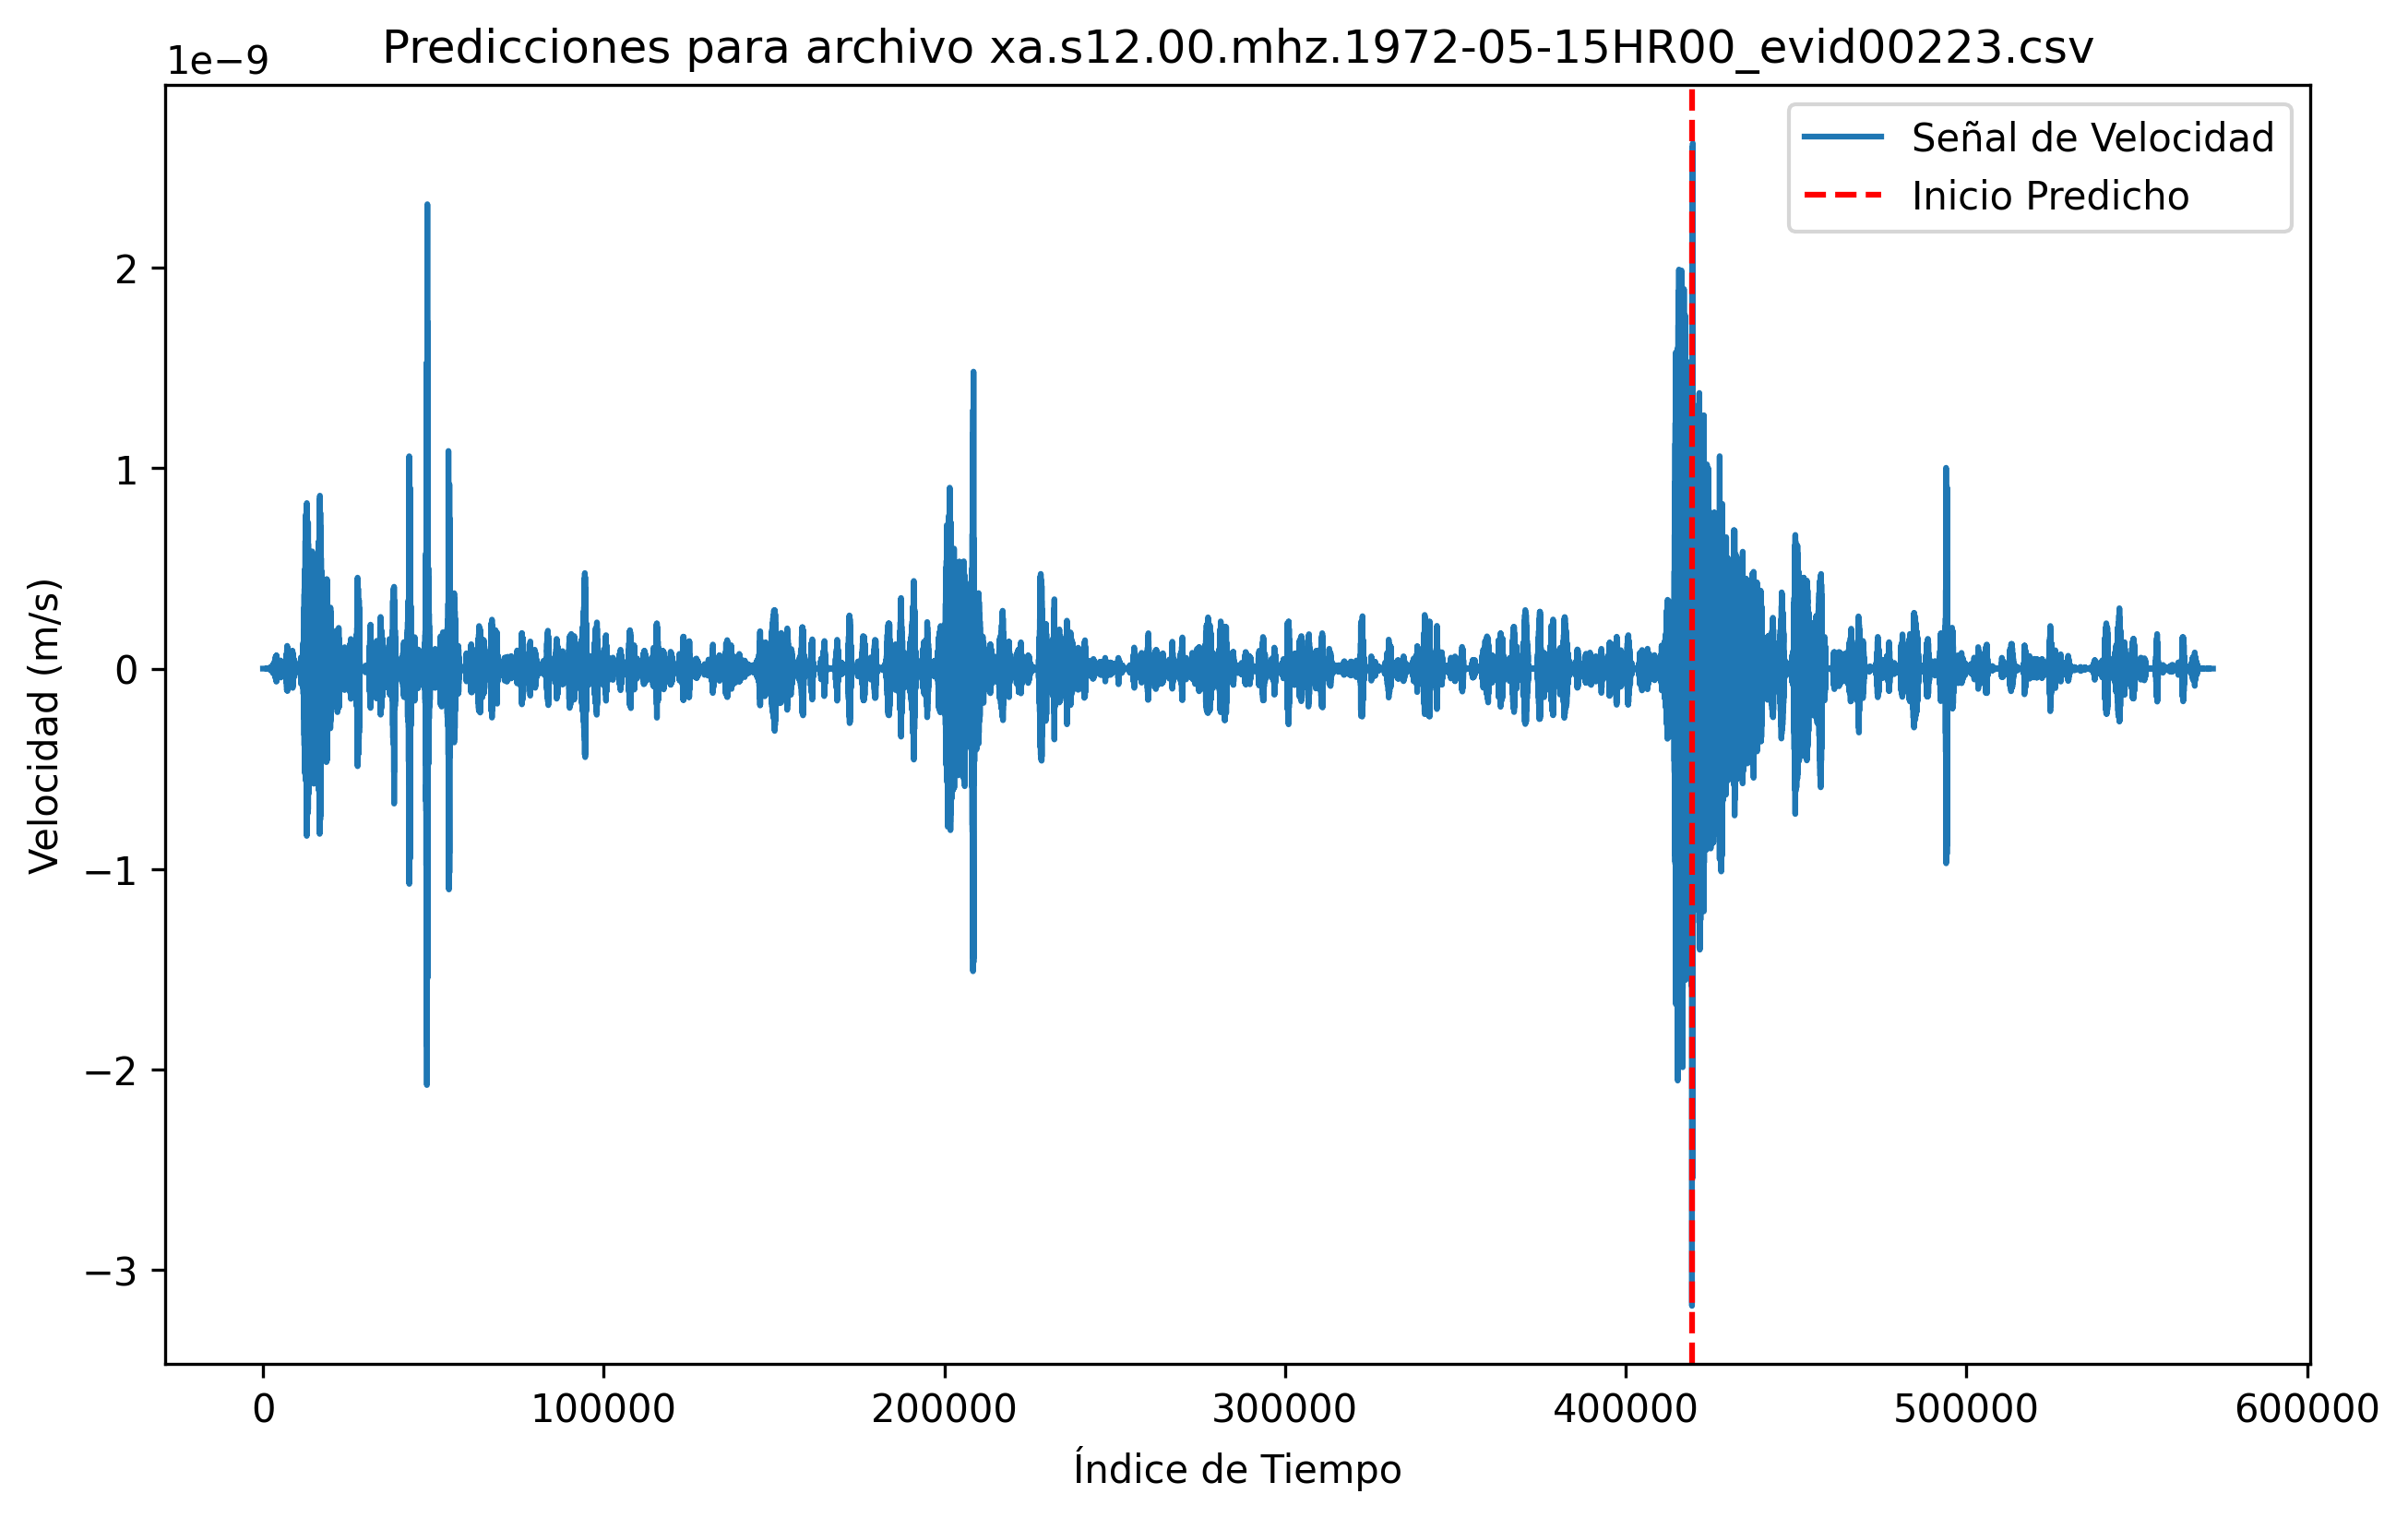 Predicciones para archivo xa.s12.00.mhz.1972-05-15HR00_evid00223.csv
1e−9
Señal de Velocidad
Inicio Predicho
2
1
0
−1
−2
−3
Velocidad (m/s)
0 100000 200000 300000 400000 500000 600000
Índice de Tiempo